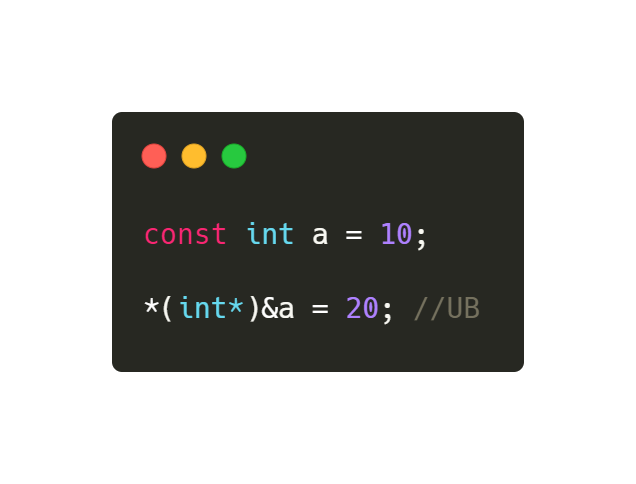 const int a = 10;
*(int*)&a = 20; //UB